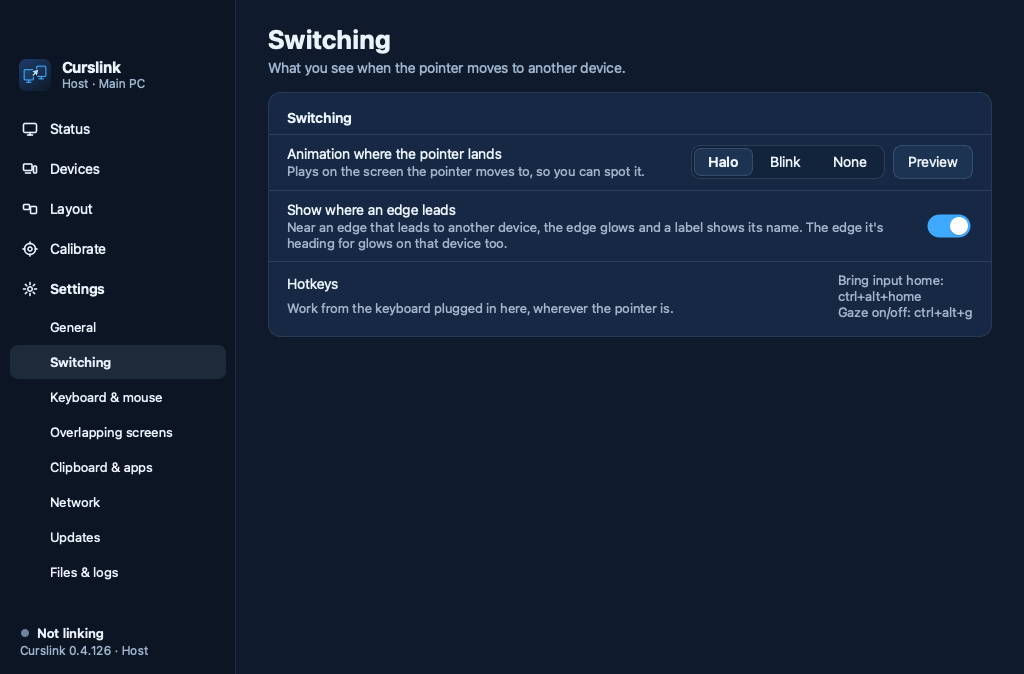 Curslink
Host · Main PC
Status
Devices
Layout
Calibrate
Settings
General
Switching
Keyboard & mouse
Overlapping screens
Clipboard & apps
Network
Updates
Files & logs
Not linking
Curslink 0.4.126 · Host
Switching
What you see when the pointer moves to another device.
Switching
Animation where the pointer lands
Plays on the screen the pointer moves to, so you can spot it.
Halo Blink None Preview
Show where an edge leads
Near an edge that leads to another device, the edge glows and a label shows its name. The edge it's
heading for glows on that device too.
Hotkeys
Work from the keyboard plugged in here, wherever the pointer is.
Bring input home:
ctrl+alt+home
Gaze on/off: ctrl+alt+g